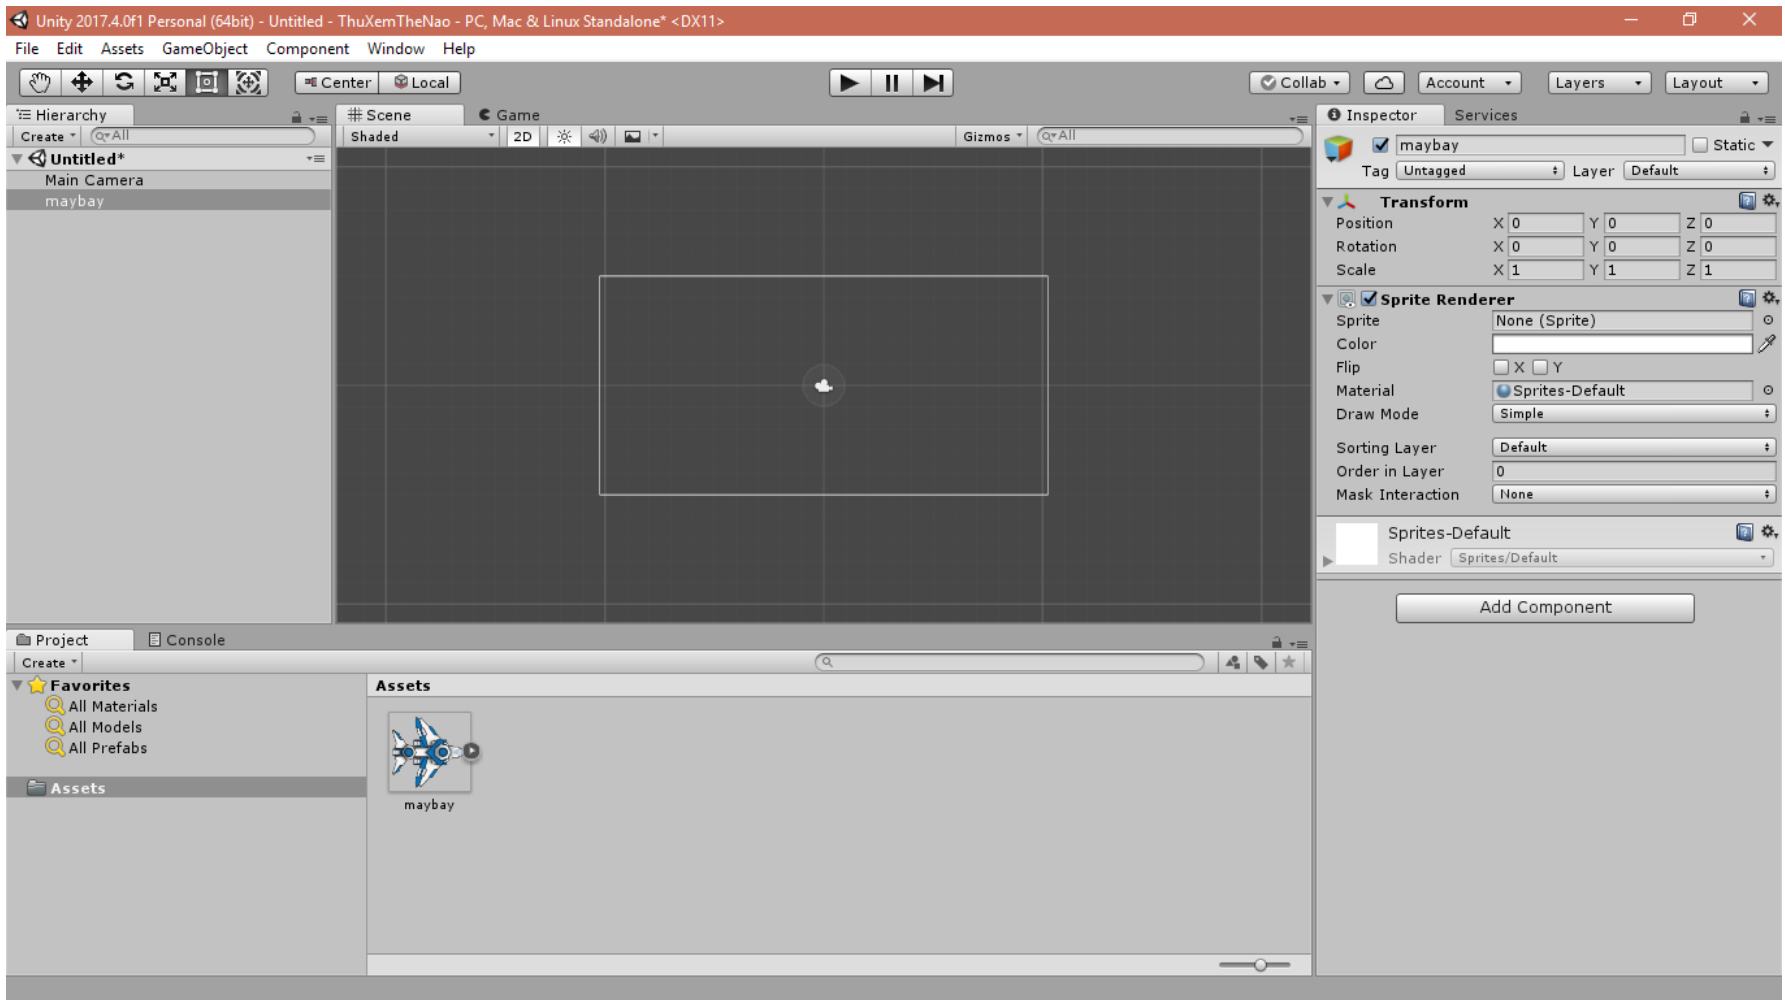 Unity 2017.4.0f1 Personal (64bit) - Untitled - ThuXemTheNao - PC, Mac & Linux Standalone* <DX11>
File Edit Assets GameObject Component Window Help
Center Local Collab Account Layers Layout
Hierarchy
Create All
Untitled*
Main Camera
maybay
Scene Game
Shaded 2D Gizmos All
Inspector Services
maybay Static
Tag Untagged Layer Default
Transform
Position X 0 Y 0 Z 0
Rotation X 0 Y 0 Z 0
Scale X 1 Y 1 Z 1
Sprite Renderer
Sprite None (Sprite)
Color
Flip X Y
Material Sprites-Default
Draw Mode Simple
Sorting Layer Default
Order in Layer 0
Mask Interaction None
Sprites-Default
Shader Sprites/Default
Add Component
Project Console
Create
Favorites
All Materials
All Models
All Prefabs
Assets
Assets
maybay